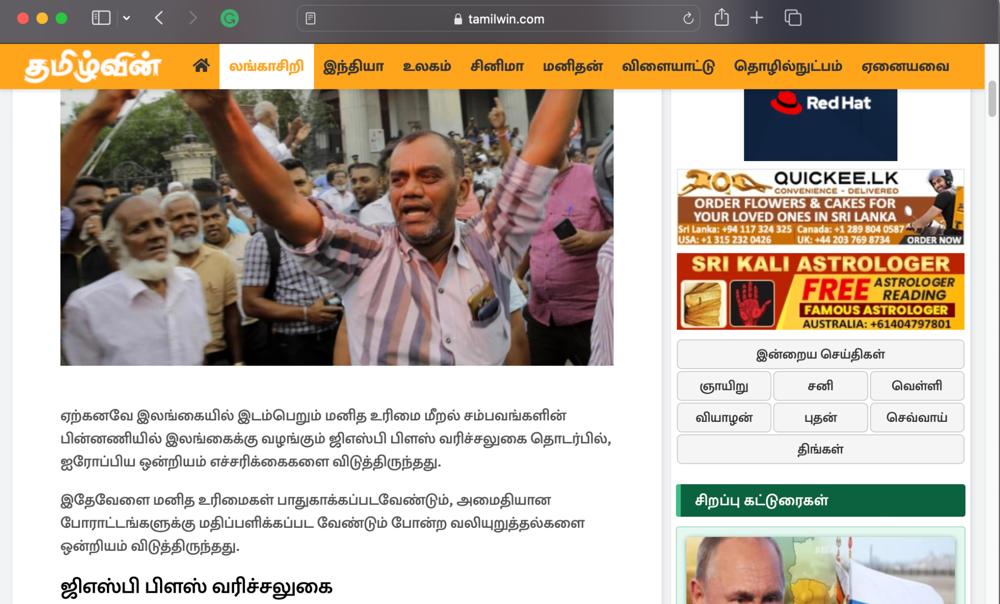 tamilwin.com
தமிழ்வின்
லங்காசிறி
இந்தியா
உலகம்
சினிமா
மனிதன்
விளையாட்டு
தொழில்நுட்பம்
ஏனையவை
ஏற்கனவே இலங்கையில் இடம்பெறும் மனித உரிமை மீறல் சம்பவங்களின்
பின்னணியில் இலங்கைக்கு வழங்கும் ஜிஎஸ்பி பிளஸ் வரிச்சலுகை தொடர்பில்,
ஐரோப்பிய ஒன்றியம் எச்சரிக்கைகளை விடுத்திருந்தது.
இதேவேளை மனித உரிமைகள் பாதுகாக்கப்படவேண்டும், அமைதியான
போராட்டங்களுக்கு மதிப்பளிக்கப்பட வேண்டும் போன்ற வலியுறுத்தல்களை
ஒன்றியம் விடுத்திருந்தது.
ஜிஎஸ்பி பிளஸ் வரிச்சலுகை
Red Hat
QUICKEE.LK
CONVENIENCE - DELIVERED
ORDER FLOWERS & CAKES FOR
YOUR LOVED ONES IN SRI LANKA
Sri Lanka: +94 117 324 325 Canada: +1 289 804 0587
USA: +1 315 232 0426 UK: +44 203 769 8734 ORDER NOW
SRI KALI ASTROLOGER
FREE ASTROLOGER READING
FAMOUS ASTROLOGER
AUSTRALIA: +61404797801
இன்றைய செய்திகள்
ஞாயிறு சனி வெள்ளி
வியாழன் புதன் செவ்வாய்
திங்கள்
சிறப்பு கட்டுரைகள்